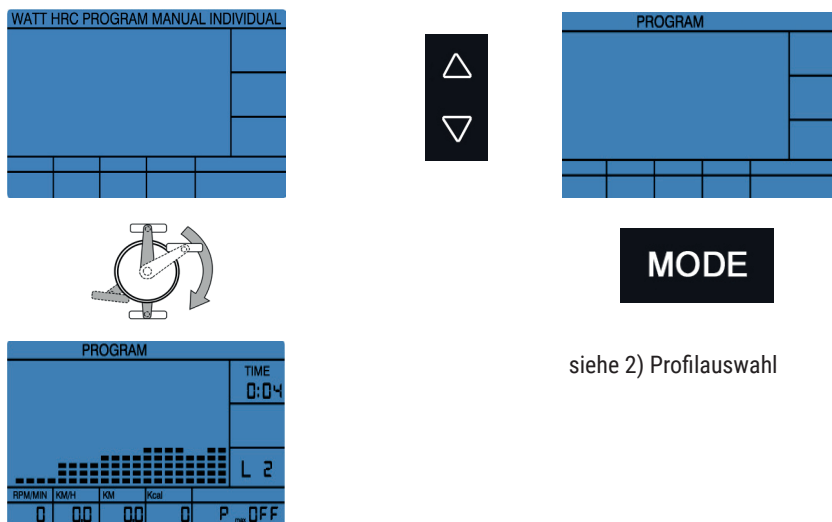 WATT HRC PROGRAM MANUAL INDIVIDUAL
PROGRAM
MODE
siehe 2) Profilauswahl
PROGRAM
TIME
0:04
L 2
RPM/MIN KM/H KM Kcal
0 0.0 0.0 0 P OFF